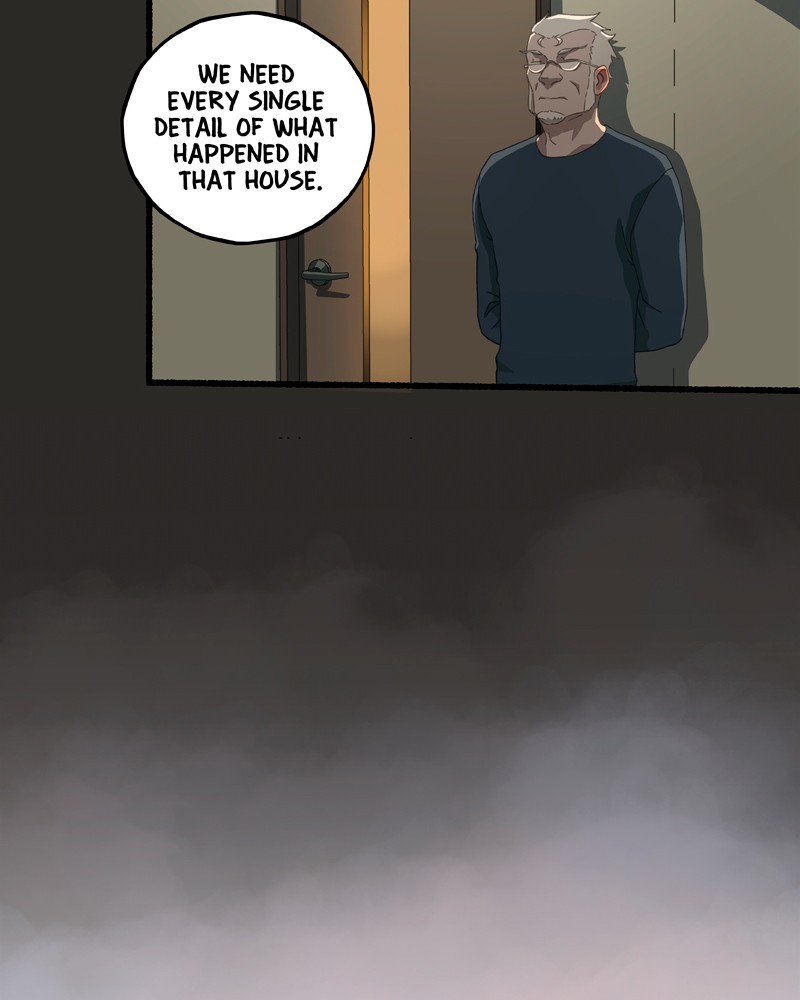 WE NEED
EVERY SINGLE
DETAIL OF WHAT
HAPPENED IN
THAT HOUSE.